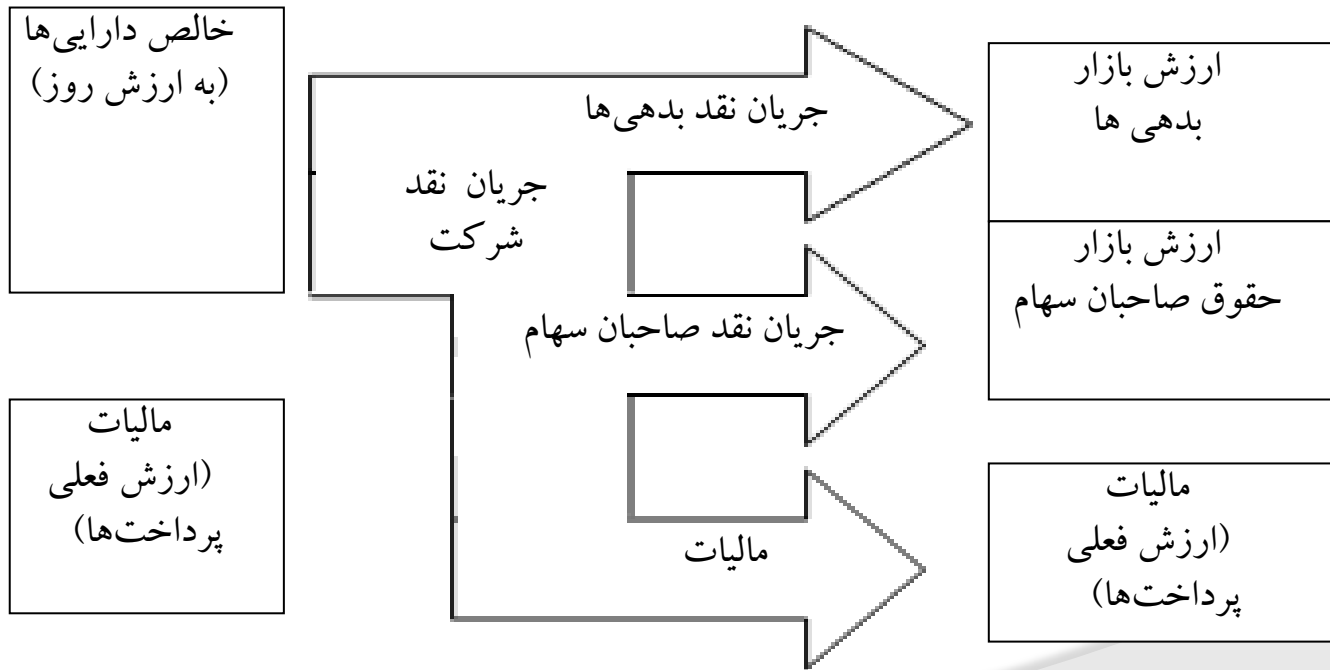 خالص دارایی‌ها
(به ارزش روز)
مالیات
(ارزش فعلی
پرداخت‌ها)
جریان نقد بدهی‌ها
جریان نقد
شرکت
جریان نقد صاحبان سهام
مالیات
ارزش بازار
بدهی ها
ارزش بازار
حقوق صاحبان سهام
مالیات
(ارزش فعلی
پرداخت‌ها)